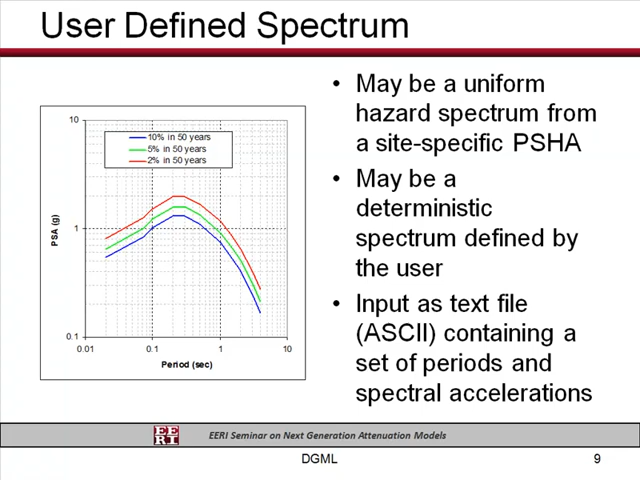 User Defined Spectrum
10
10% in 50 years
5% in 50 years
2% in 50 years
PSA (g)
1
0.1
0.01
0.1
1
10
Period (sec)
• May be a uniform
hazard spectrum from
a site-specific PSHA
• May be a
deterministic
spectrum defined by
the user
• Input as text file
(ASCII) containing a
set of periods and
spectral accelerations
EERI
EERI Seminar on Next Generation Attenuation Models
DGML
9